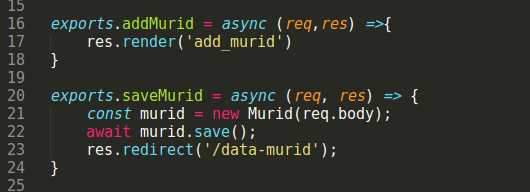 15
16 exports.addMurid = async (req,res) =>{
17     res.render('add_murid')
18 }
19
20 exports.saveMurid = async (req, res) => {
21     const murid = new Murid(req.body);
22     await murid.save();
23     res.redirect('/data-murid');
24 }
25